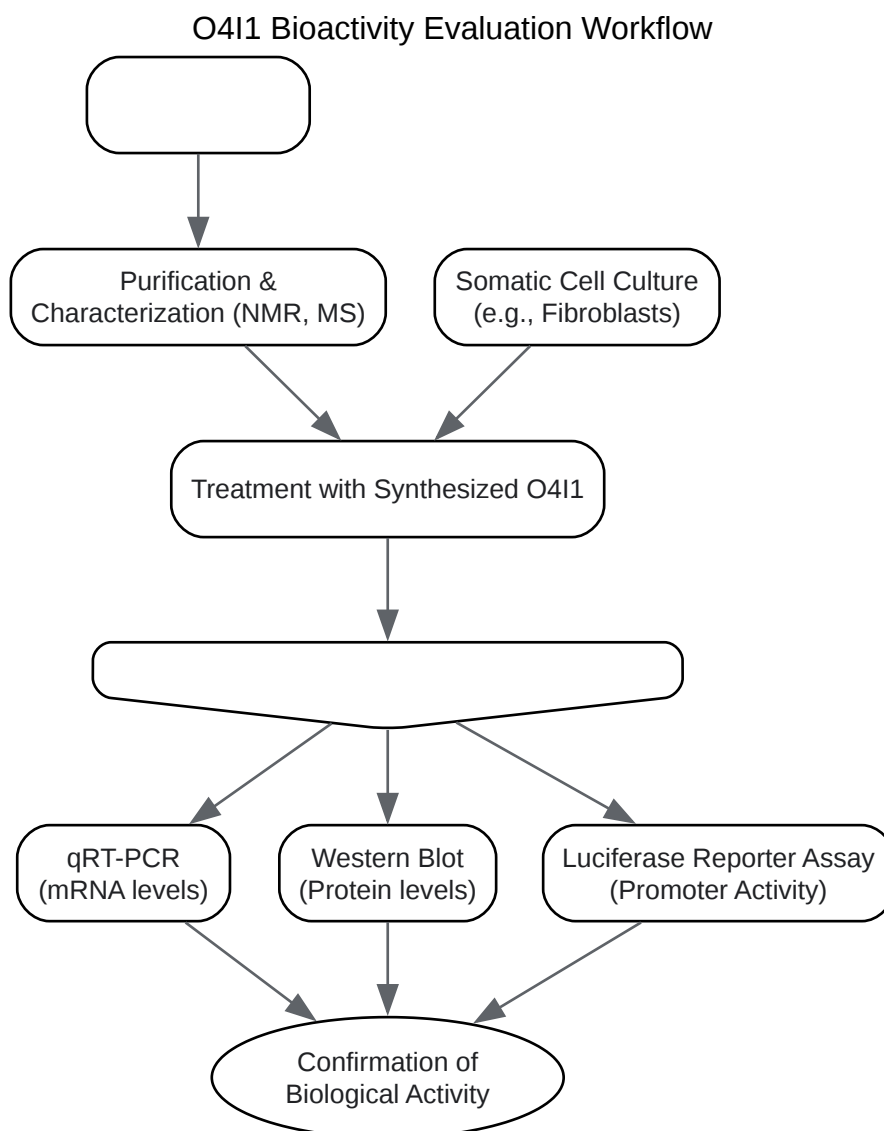 O4I1 Bioactivity Evaluation Workflow
Purification &
Characterization (NMR, MS)
Somatic Cell Culture
(e.g., Fibroblasts)
Treatment with Synthesized O4I1
qRT-PCR
(mRNA levels)
Western Blot
(Protein levels)
Luciferase Reporter Assay
(Promoter Activity)
Confirmation of
Biological Activity